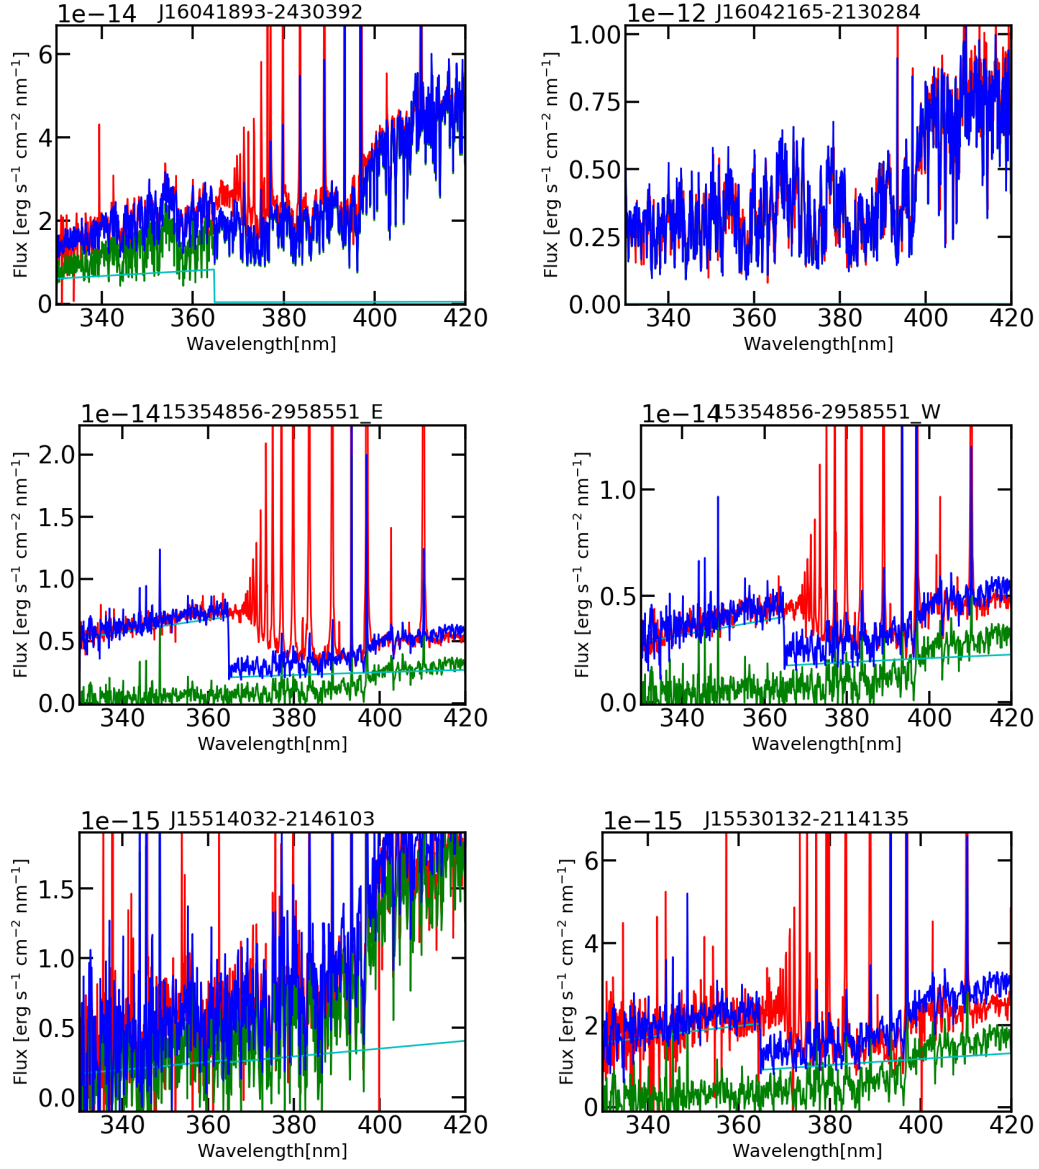 1e−14 J16041893-2430392
Flux [erg s−1 cm−2 nm−1]
6
4
2
0
340 360 380 400 420
Wavelength[nm]
1e−12 J16042165-2130284
Flux [erg s−1 cm−2 nm−1]
1.00
0.75
0.50
0.25
0.00
340 360 380 400 420
Wavelength[nm]
1e−14 15354856-2958551_E
Flux [erg s−1 cm−2 nm−1]
2.0
1.5
1.0
0.5
0.0
340 360 380 400 420
Wavelength[nm]
1e−14 15354856-2958551_W
Flux [erg s−1 cm−2 nm−1]
1.0
0.5
0.0
340 360 380 400 420
Wavelength[nm]
1e−15 J15514032-2146103
Flux [erg s−1 cm−2 nm−1]
1.5
1.0
0.5
0.0
340 360 380 400 420
Wavelength[nm]
1e−15 J15530132-2114135
Flux [erg s−1 cm−2 nm−1]
6
4
2
0
340 360 380 400 420
Wavelength[nm]